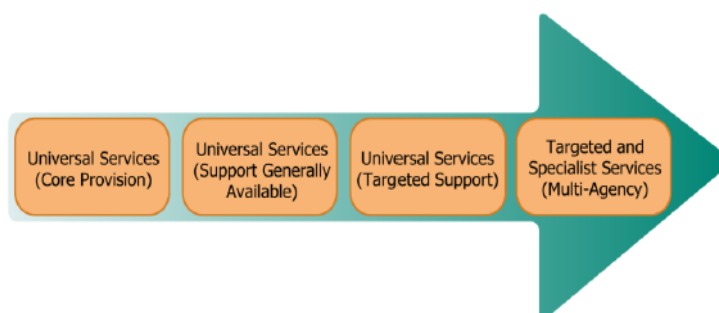 Universal Services
(Core Provision)
Universal Services
(Support Generally
Available)
Universal Services
(Targeted Support)
Targeted and
Specialist Services
(Multi-Agency)